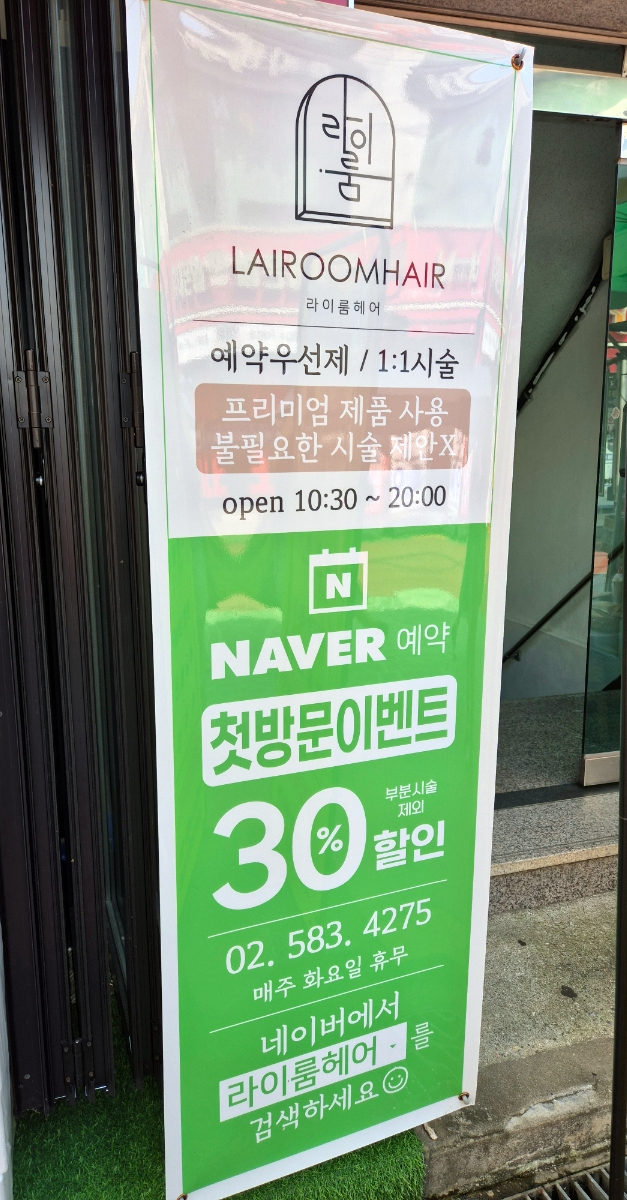 라이룸
LAIROOMHAIR
라이룸헤어
예약우선제 / 1:1시술
프리미엄 제품 사용
불필요한 시술 제안X
open 10:30 ~ 20:00
N
NAVER 예약
첫방문이벤트
30% 할인
부분시술
제외
02. 583. 4275
매주 화요일 휴무
네이버에서
라이룸헤어 를
검색하세요